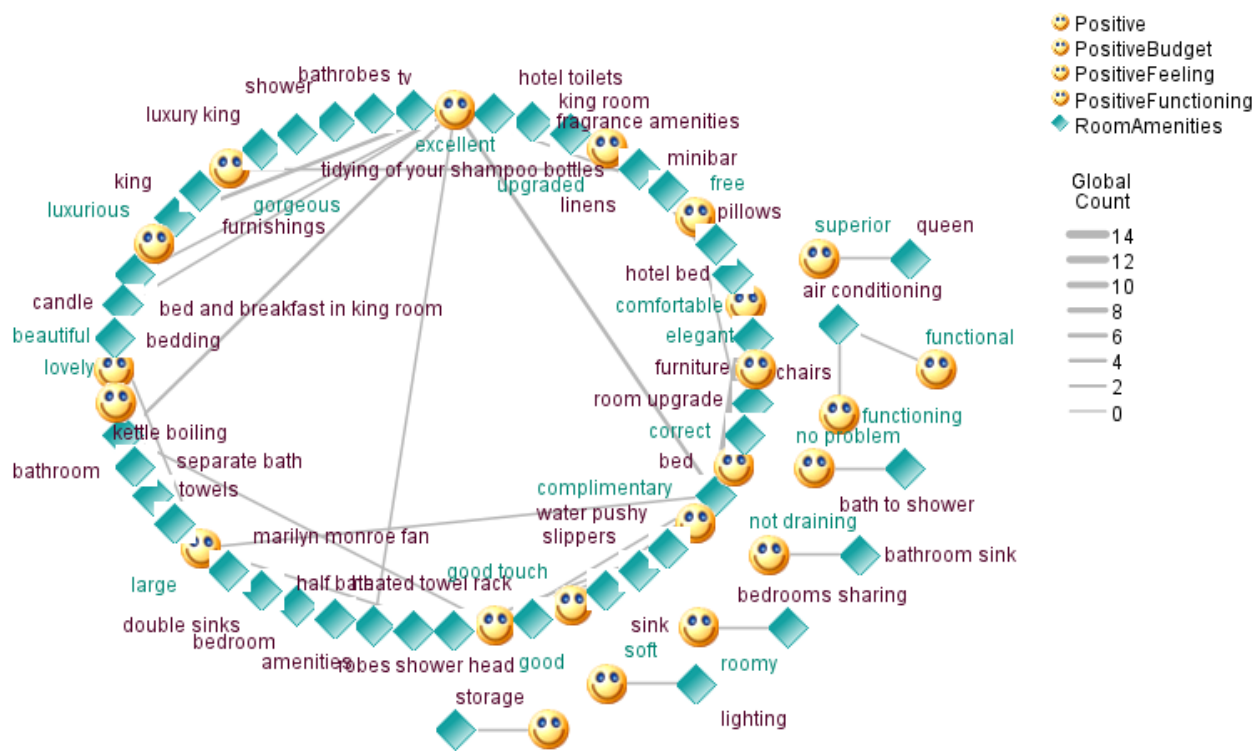 Positive
PositiveBudget
PositiveFeeling
PositiveFunctioning
RoomAmenities
Global
Count
14
12
10
8
6
4
2
0
bathrobes
tv
hotel toilets
shower
king room
luxury king
fragrance amenities
excellent
minibar
king
tidying of your shampoo bottles
upgraded
free
luxurious
gorgeous
linens
pillows
furnishings
superior
queen
hotel bed
air conditioning
candle
bed and breakfast in king room
comfortable
beautiful
bedding
elegant
functional
lovely
furniture
chairs
room upgrade
functioning
kettle boiling
correct
no problem
bathroom
separate bath
bed
towels
complimentary
bath to shower
water pushy
not draining
marilyn monroe fan
slippers
bathroom sink
large
half bath
heated towel rack
good touch
bedrooms sharing
double sinks
sink
bedroom
soft
amenities
robes
shower head
good
roomy
storage
lighting